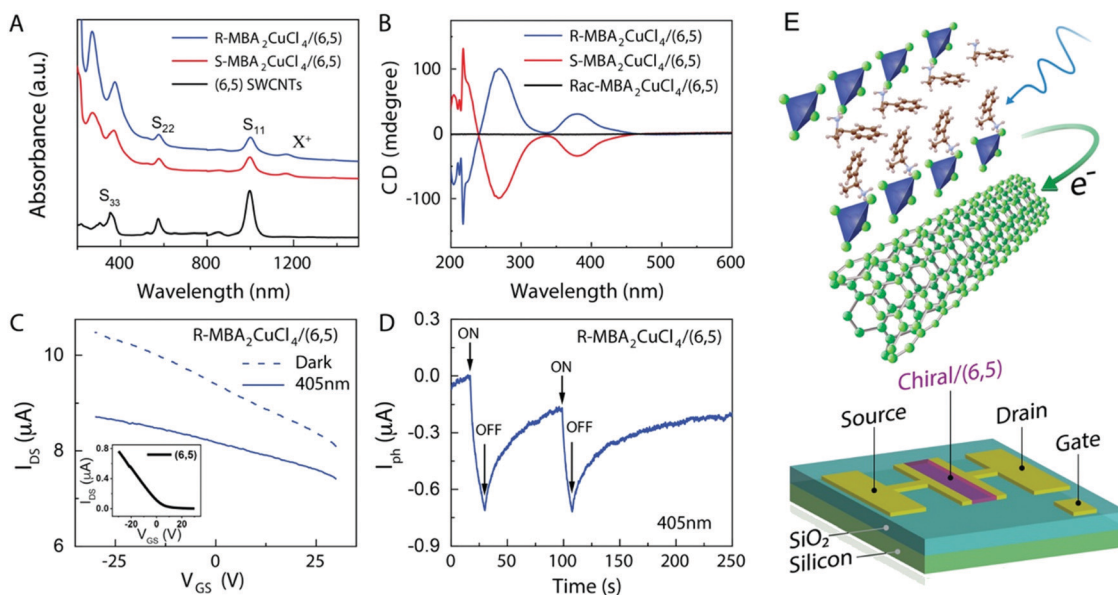 A
Absorbance (a.u.)
R-MBA₂CuCl₄/(6,5)
S-MBA₂CuCl₄/(6,5)
(6,5) SWCNTs
S₃₃
S₂₂
S₁₁
X⁺
400 800 1200
Wavelength (nm)
B
CD (mdegree)
100
0
-100
R-MBA₂CuCl₄/(6,5)
S-MBA₂CuCl₄/(6,5)
Rac-MBA₂CuCl₄/(6,5)
200 300 400 500 600
Wavelength (nm)
C
I_DS (μA)
10
8
6
R-MBA₂CuCl₄/(6,5)
Dark
405nm
I_DS (μA)
0.8
0.4
0.0
(6,5)
-20 0 20
V_GS (V)
-25 0 25
V_GS (V)
D
I_ph (μA)
0.3
0.0
-0.3
-0.6
-0.9
R-MBA₂CuCl₄/(6,5)
ON
OFF
ON
OFF
405nm
0 50 100 150 200 250
Time (s)
E
e⁻
Chiral/(6,5)
Source
Drain
Gate
SiO₂
Silicon